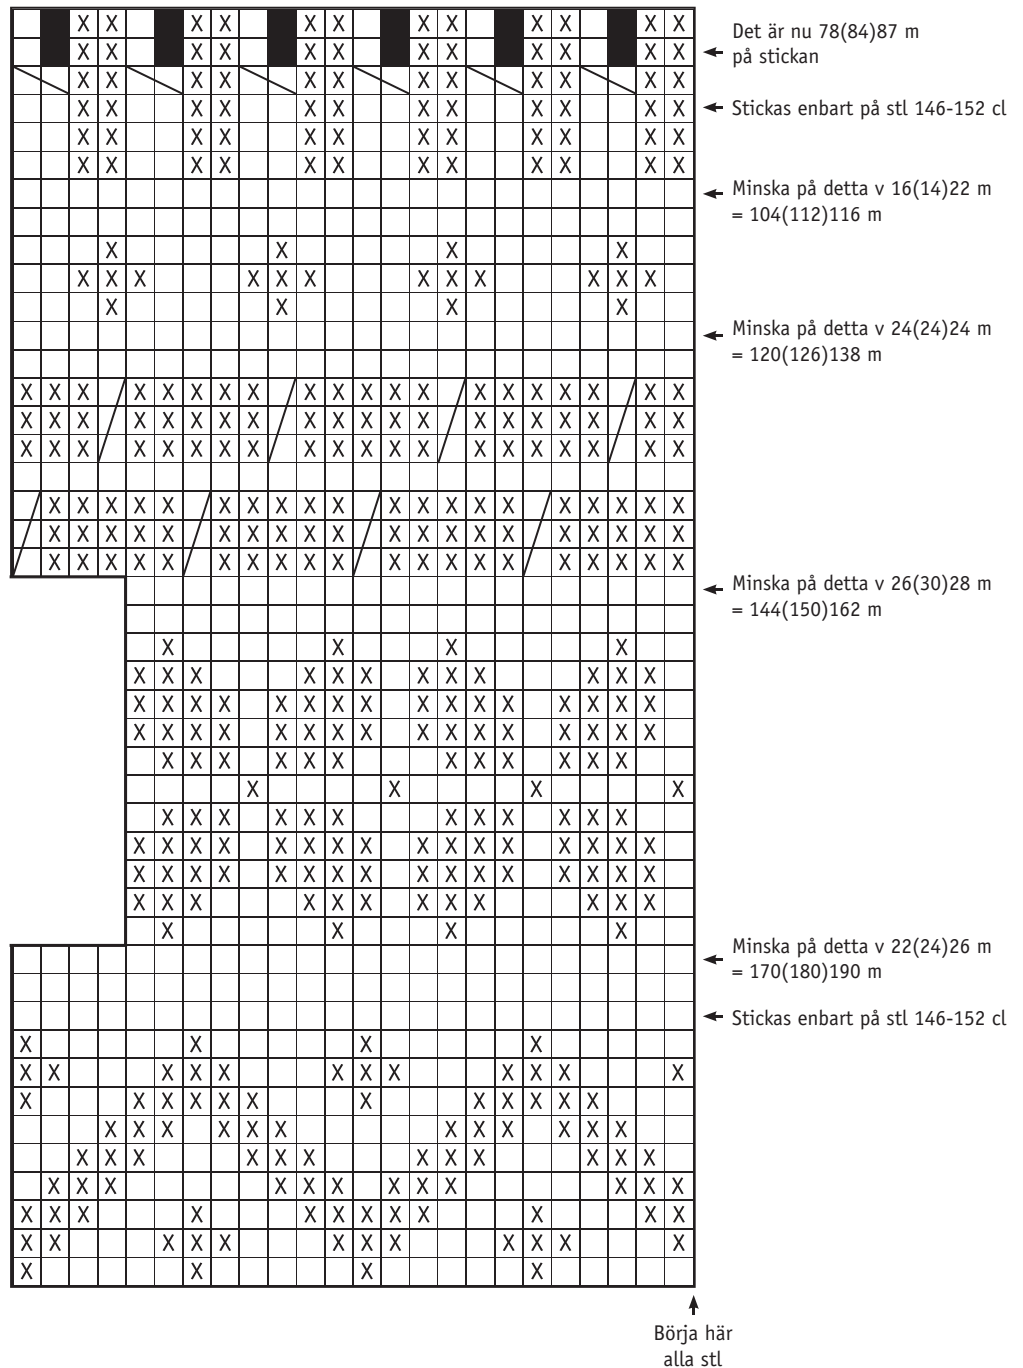 Det är nu 78(84)87 m
på stickan
Stickas enbart på stl 146-152 cl
Minska på detta v 16(14)22 m
= 104(112)116 m
Minska på detta v 24(24)24 m
= 120(126)138 m
Minska på detta v 26(30)28 m
= 144(150)162 m
Minska på detta v 22(24)26 m
= 170(180)190 m
Stickas enbart på stl 146-152 cl
Börja här
alla stl